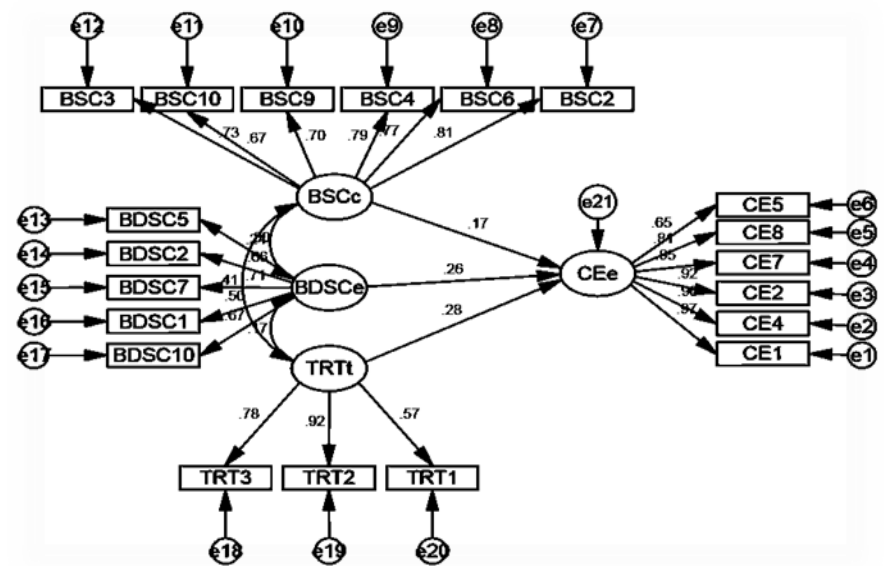 e12 e11 e10 e9 e8 e7
BSC3 BSC10 BSC9 BSC4 BSC6 BSC2
.73 .67 .70 .79 .77 .81
BSCc
e21
e13 BDSC5
e14 BDSC2
e15 BDSC7
e16 BDSC1
e17 BDSC10
.66
.71
.41
.50
.67
BDSCe
.17
.26
.28
CEe
TRTt
.65
.81
.95
.92
.97
CE5 e6
CE8 e5
CE7 e4
CE2 e3
CE4 e2
CE1 e1
.78 .92 .57
TRT3 TRT2 TRT1
e18 e19 e20